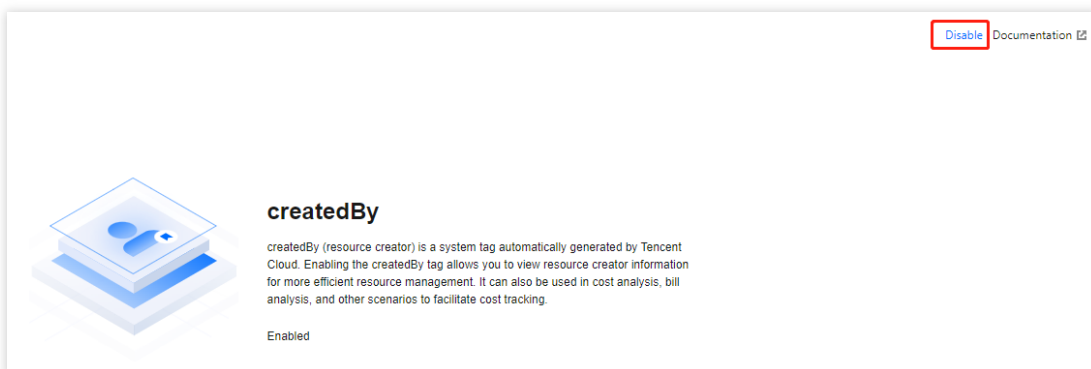 Disable Documentation
createdBy
createdBy (resource creator) is a system tag automatically generated by Tencent
Cloud. Enabling the createdBy tag allows you to view resource creator information
for more efficient resource management. It can also be used in cost analysis, bill
analysis, and other scenarios to facilitate cost tracking.
Enabled